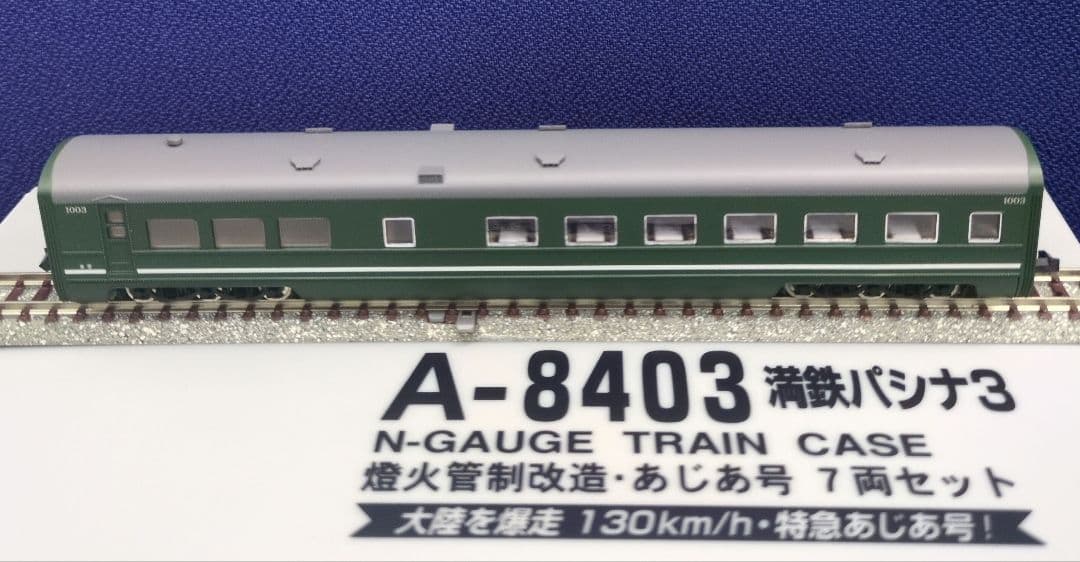 1003
1003
A-8403 満鉄パシナ3
N-GAUGE TRAIN CASE
燈火管制改造・あじあ号 7両セット
大陸を爆走 130km/h・特急あじあ号!